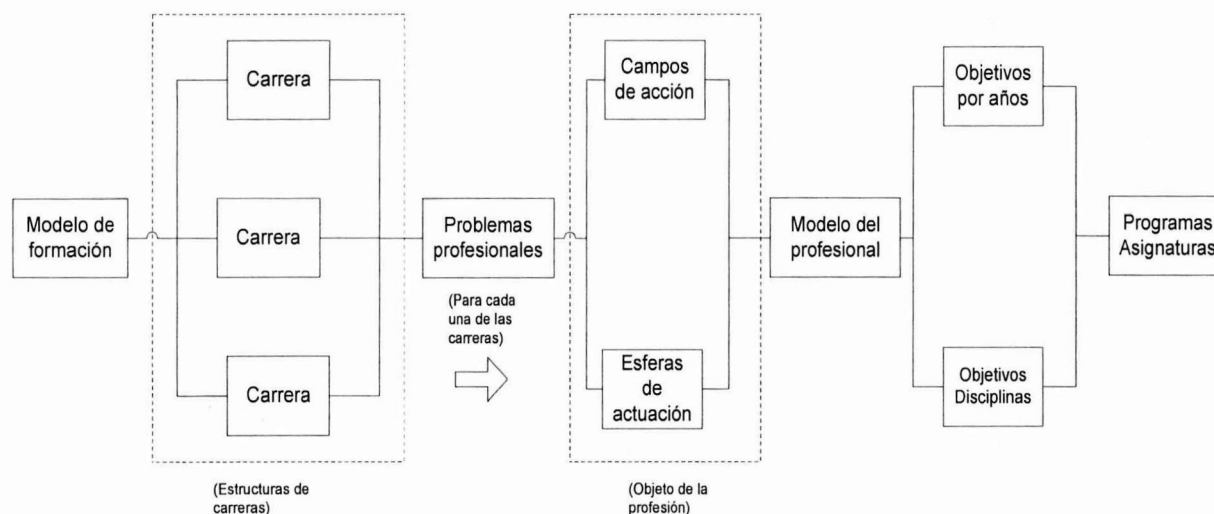 Modelo de
formación
Carrera
Carrera
Carrera
(Estructuras de
carreras)
Problemas
profesionales
(Para cada
una de las
carreras)
Campos
de acción
Esferas
de
actuación
(Objeto de la
profesión)
Modelo del
profesional
Objetivos
por años
Objetivos
Disciplinas
Programas
Asignaturas